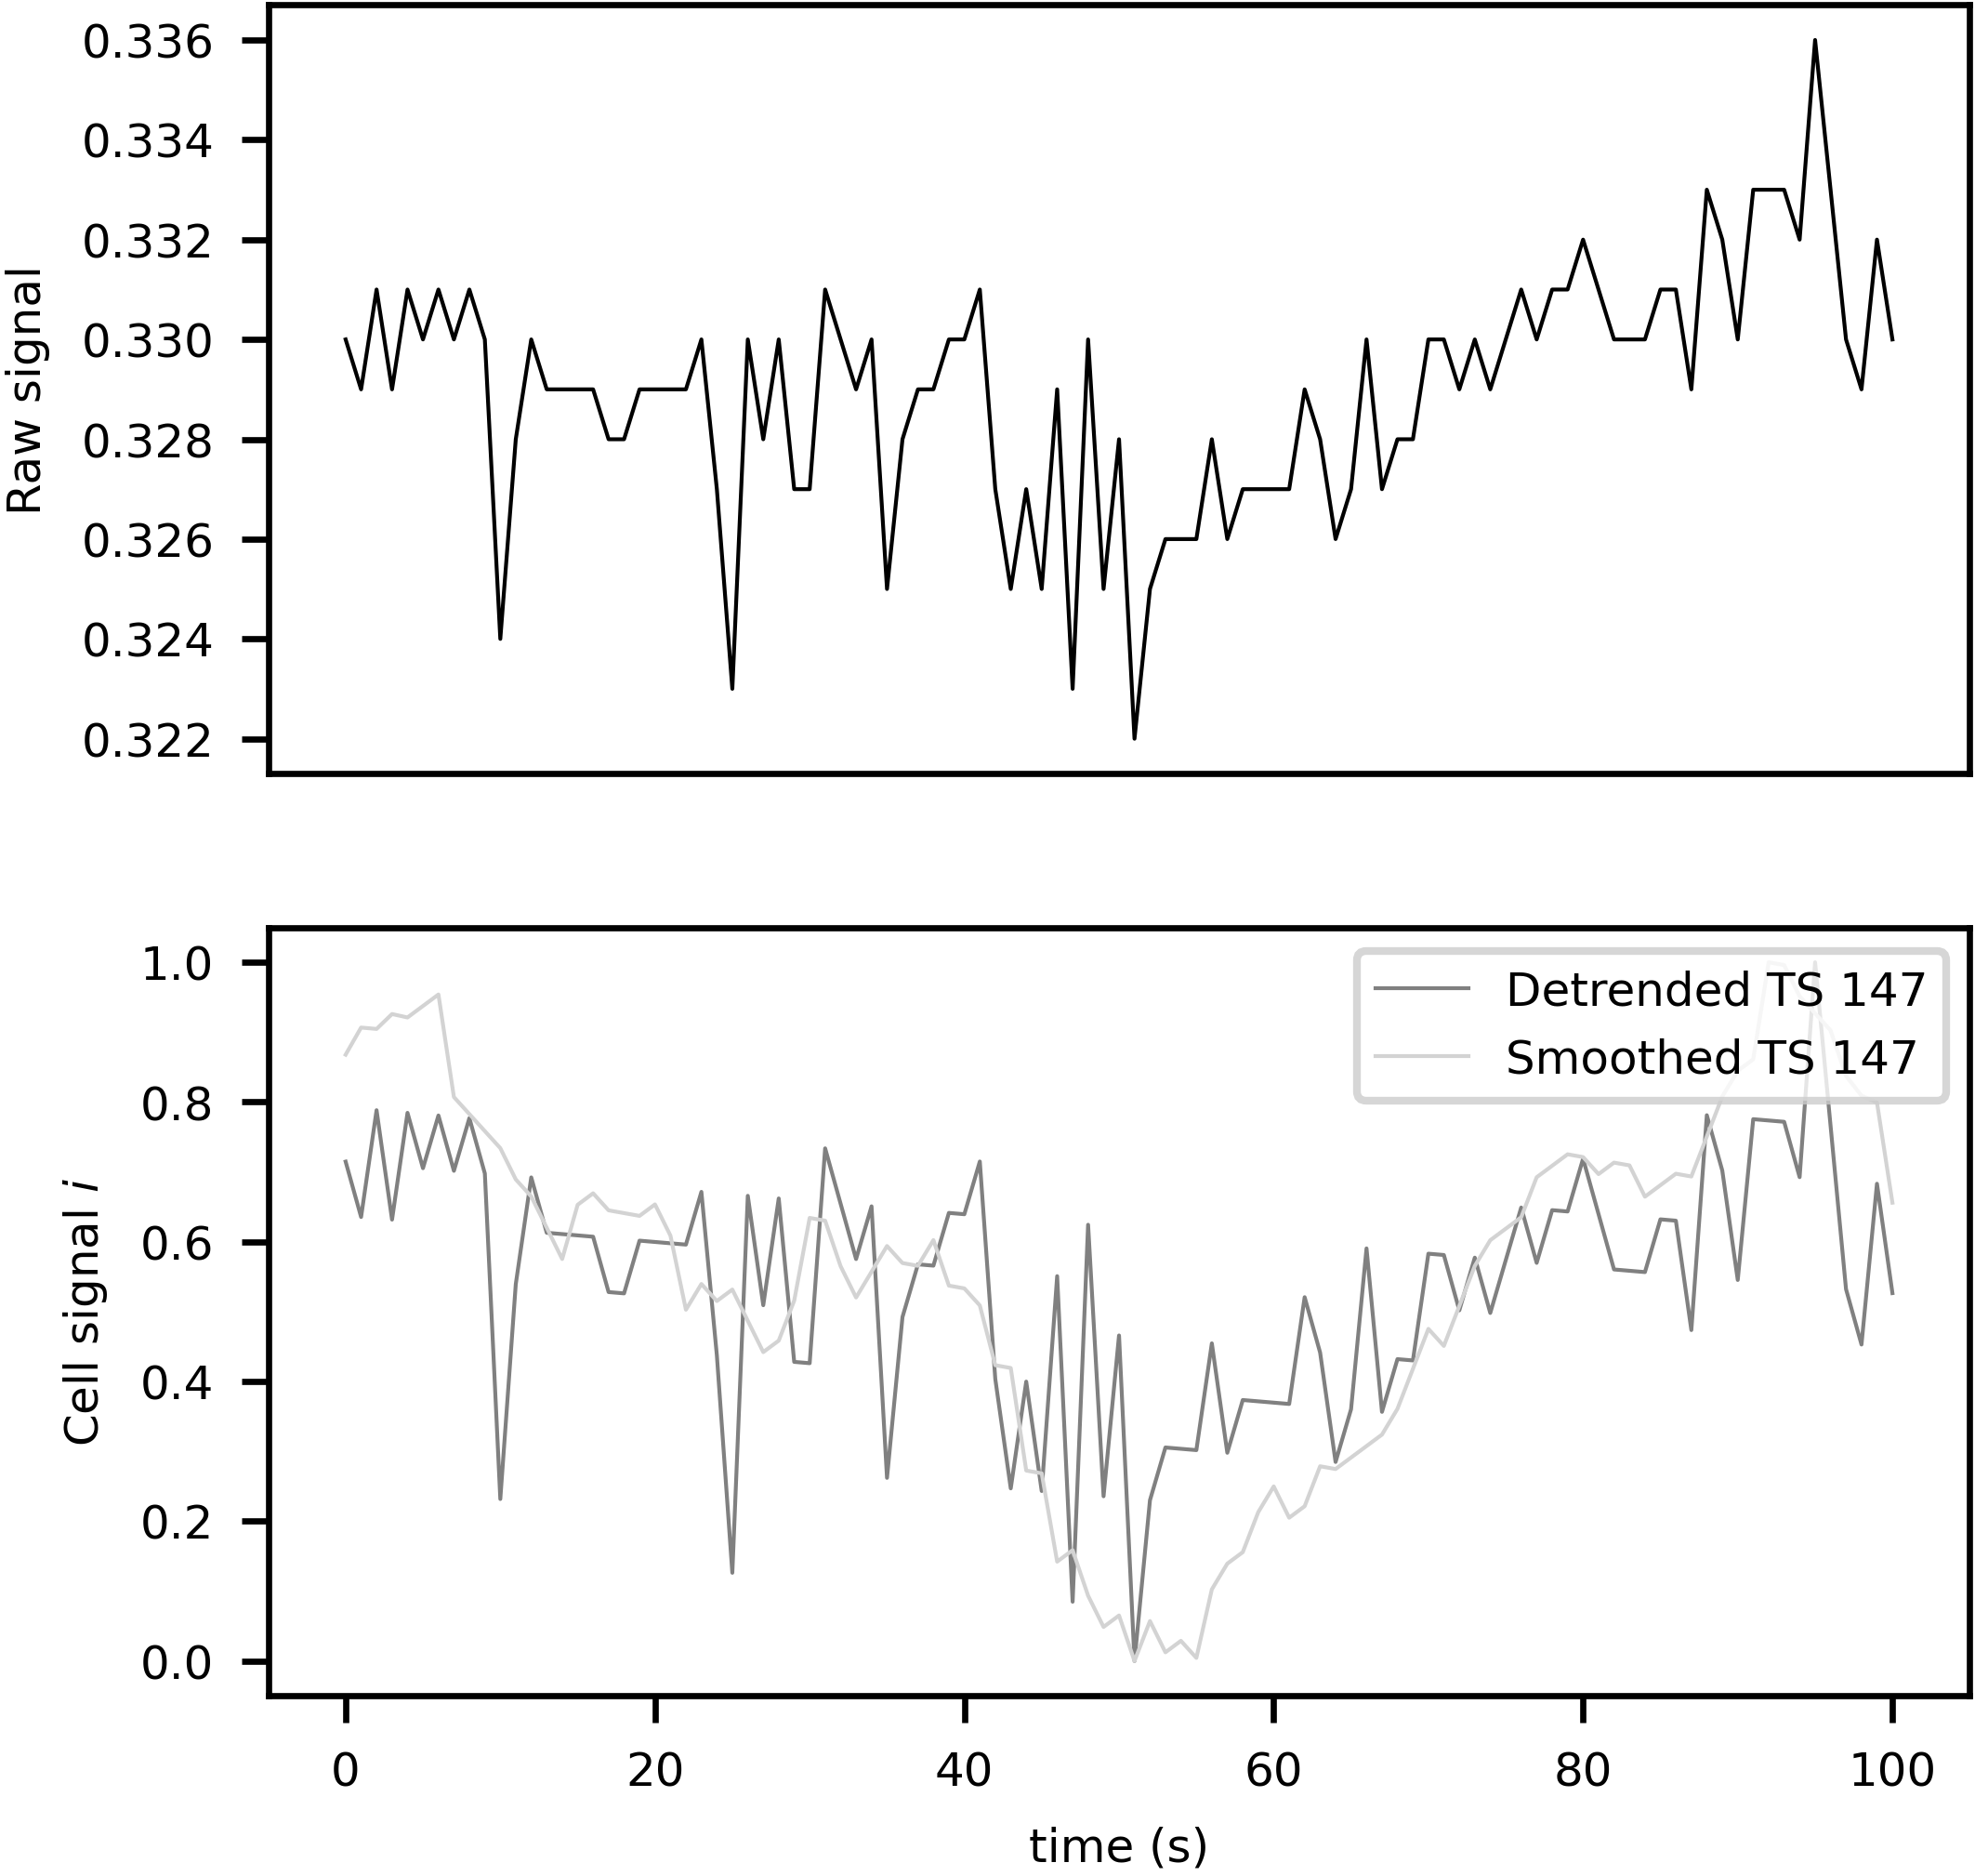 0.336
0.334
0.332
0.330
0.328
0.326
0.324
0.322
Raw signal
1.0
0.8
0.6
0.4
0.2
0.0
Cell signal i
Detrended TS 147
Smoothed TS 147
0 20 40 60 80 100
time (s)